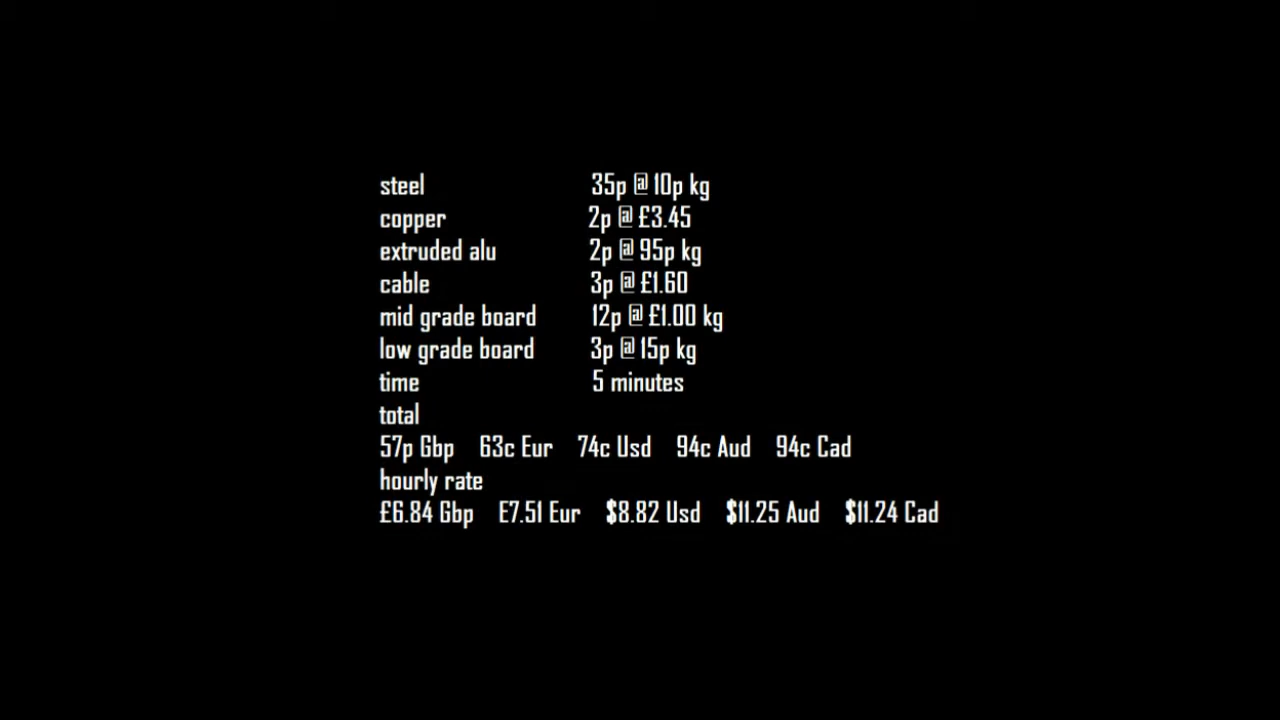 steel 35p @ 10p kg
copper 2p @ £3.45
extruded alu 2p @ 95p kg
cable 3p @ £1.60
mid grade board 12p @ £1.00 kg
low grade board 3p @ 15p kg
time 5 minutes
total
57p Gbp 63c Eur 74c Usd 94c Aud 94c Cad
hourly rate
£6.84 Gbp E7.51 Eur $8.82 Usd $11.25 Aud $11.24 Cad